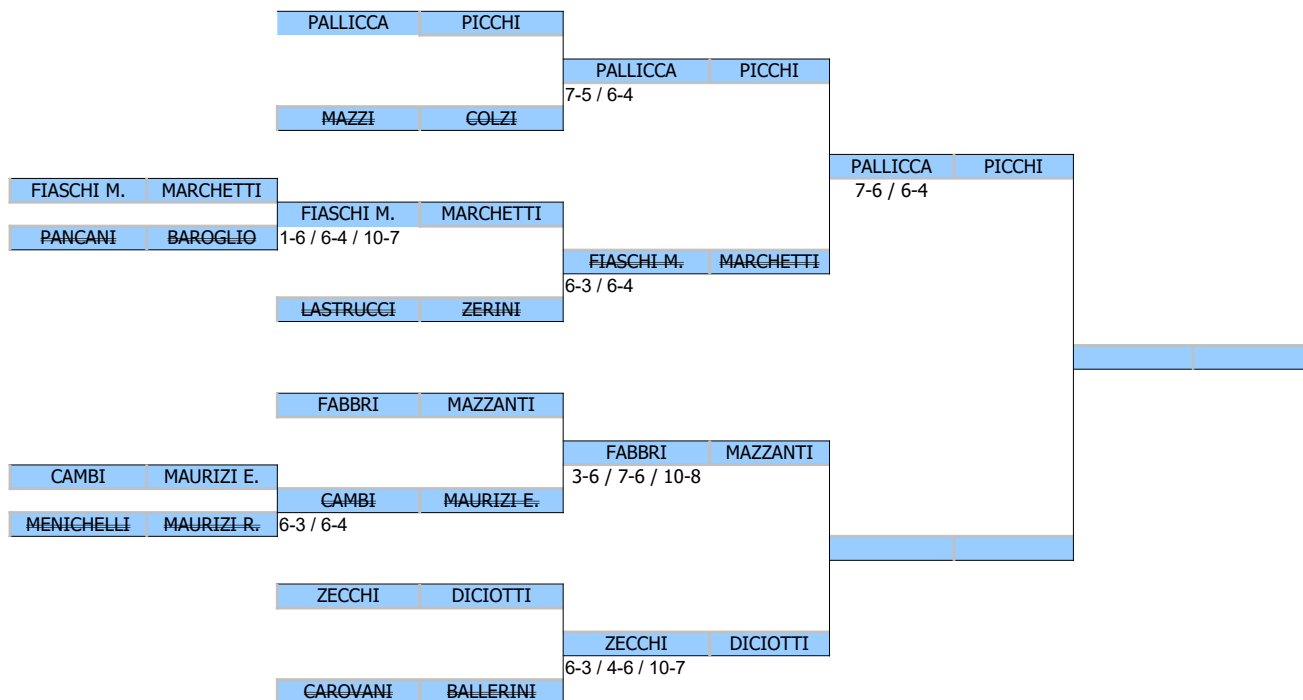 PALLICCA PICCHI
PALLICCA PICCHI
7-5 / 6-4
MAZZI COLZI
PALLICCA PICCHI
7-6 / 6-4
FIASCHI M. MARCHETTI
FIASCHI M. MARCHETTI
PANCANI BAROGLIO
1-6 / 6-4 / 10-7
FIASCHI M. MARCHETTI
6-3 / 6-4
LASTRUCCI ZERINI
FABBRI MAZZANTI
FABBRI MAZZANTI
3-6 / 7-6 / 10-8
CAMBI MAURIZI E.
CAMBI MAURIZI E.
MENICHELLI MAURIZI R.
6-3 / 6-4
ZECCHI DICIOTTI
ZECCHI DICIOTTI
6-3 / 4-6 / 10-7
CAROVANI BALLERINI